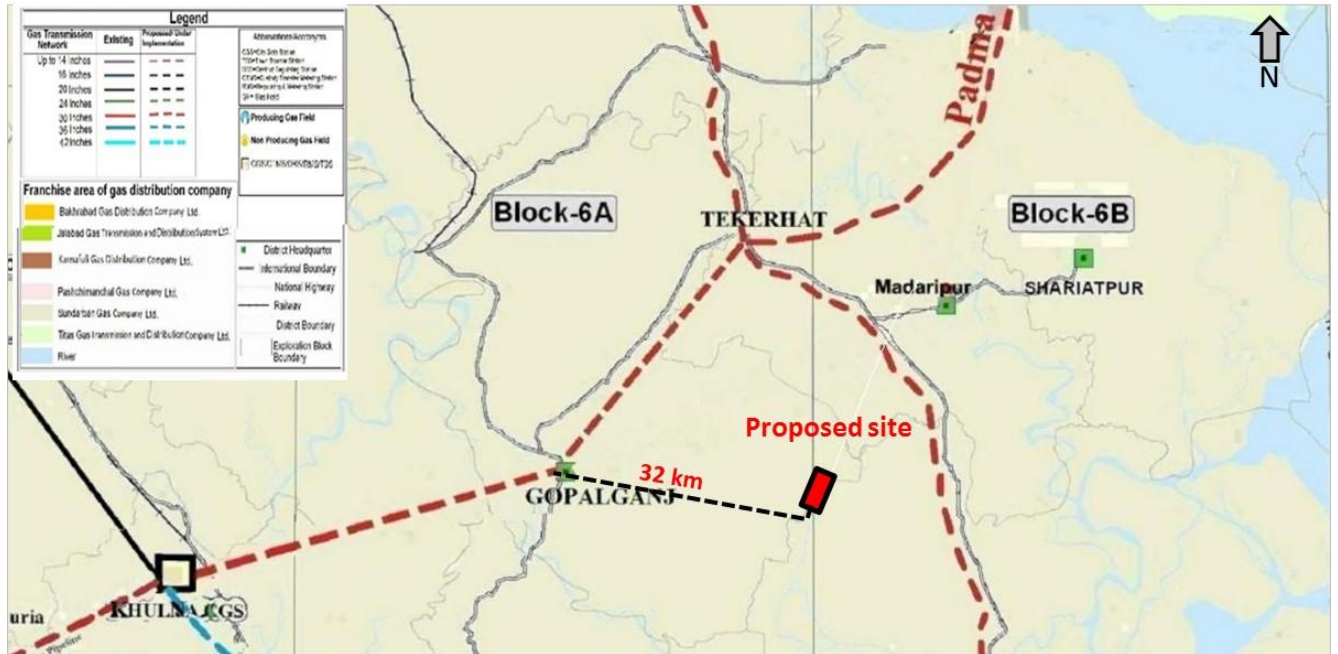 Legend
Gas Transmission Network
Existing
Proposed/Under Implementation
Up to 14 Inches
16 Inches
20 Inches
24 Inches
30 Inches
36 Inches
42 Inches
Producing Gas Field
Non Producing Gas Field
Franchise area of gas distribution company
Bakhrabad Gas Distribution Company Ltd.
Jalabad Gas Transmission and Distribution System Ltd.
Karnafuli Gas Distribution Company Ltd.
Pashchimanchal Gas Company Ltd.
Sundarban Gas Company Ltd.
Titas Gas transmission and Distribution Company Ltd.
River
District Headquarter
International Boundary
National Highway
Railway
District Boundary
Exploration Block
Boundary
N
Padma
Block-6A
TEKERHAT
Block-6B
Madaripur
SHARIATPUR
Proposed site
32 km
GOPALGANJ
KHULNA CGS
uria
Pipeline